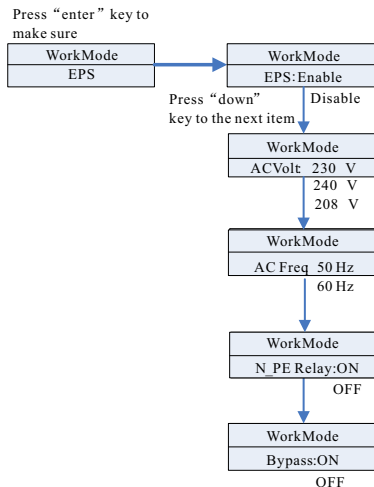 Press “enter” key to
make sure
WorkMode
EPS
WorkMode
EPS:Enable
Disable
Press “down”
key to the next item
WorkMode
ACVolt: 230 V
240 V
208 V
WorkMode
AC Freq 50 Hz
60 Hz
WorkMode
N_PE Relay:ON
OFF
WorkMode
Bypass:ON
OFF